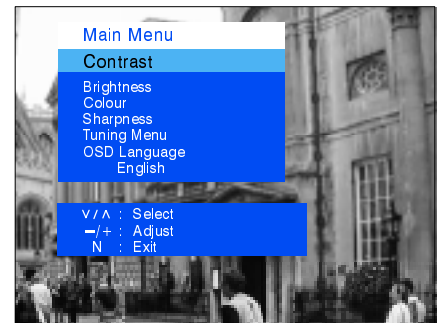 Main Menu
Contrast
Brightness
Colour
Sharpness
Tuning Menu
OSD Language
English
∨/∧ : Select
−/+ : Adjust
N : Exit